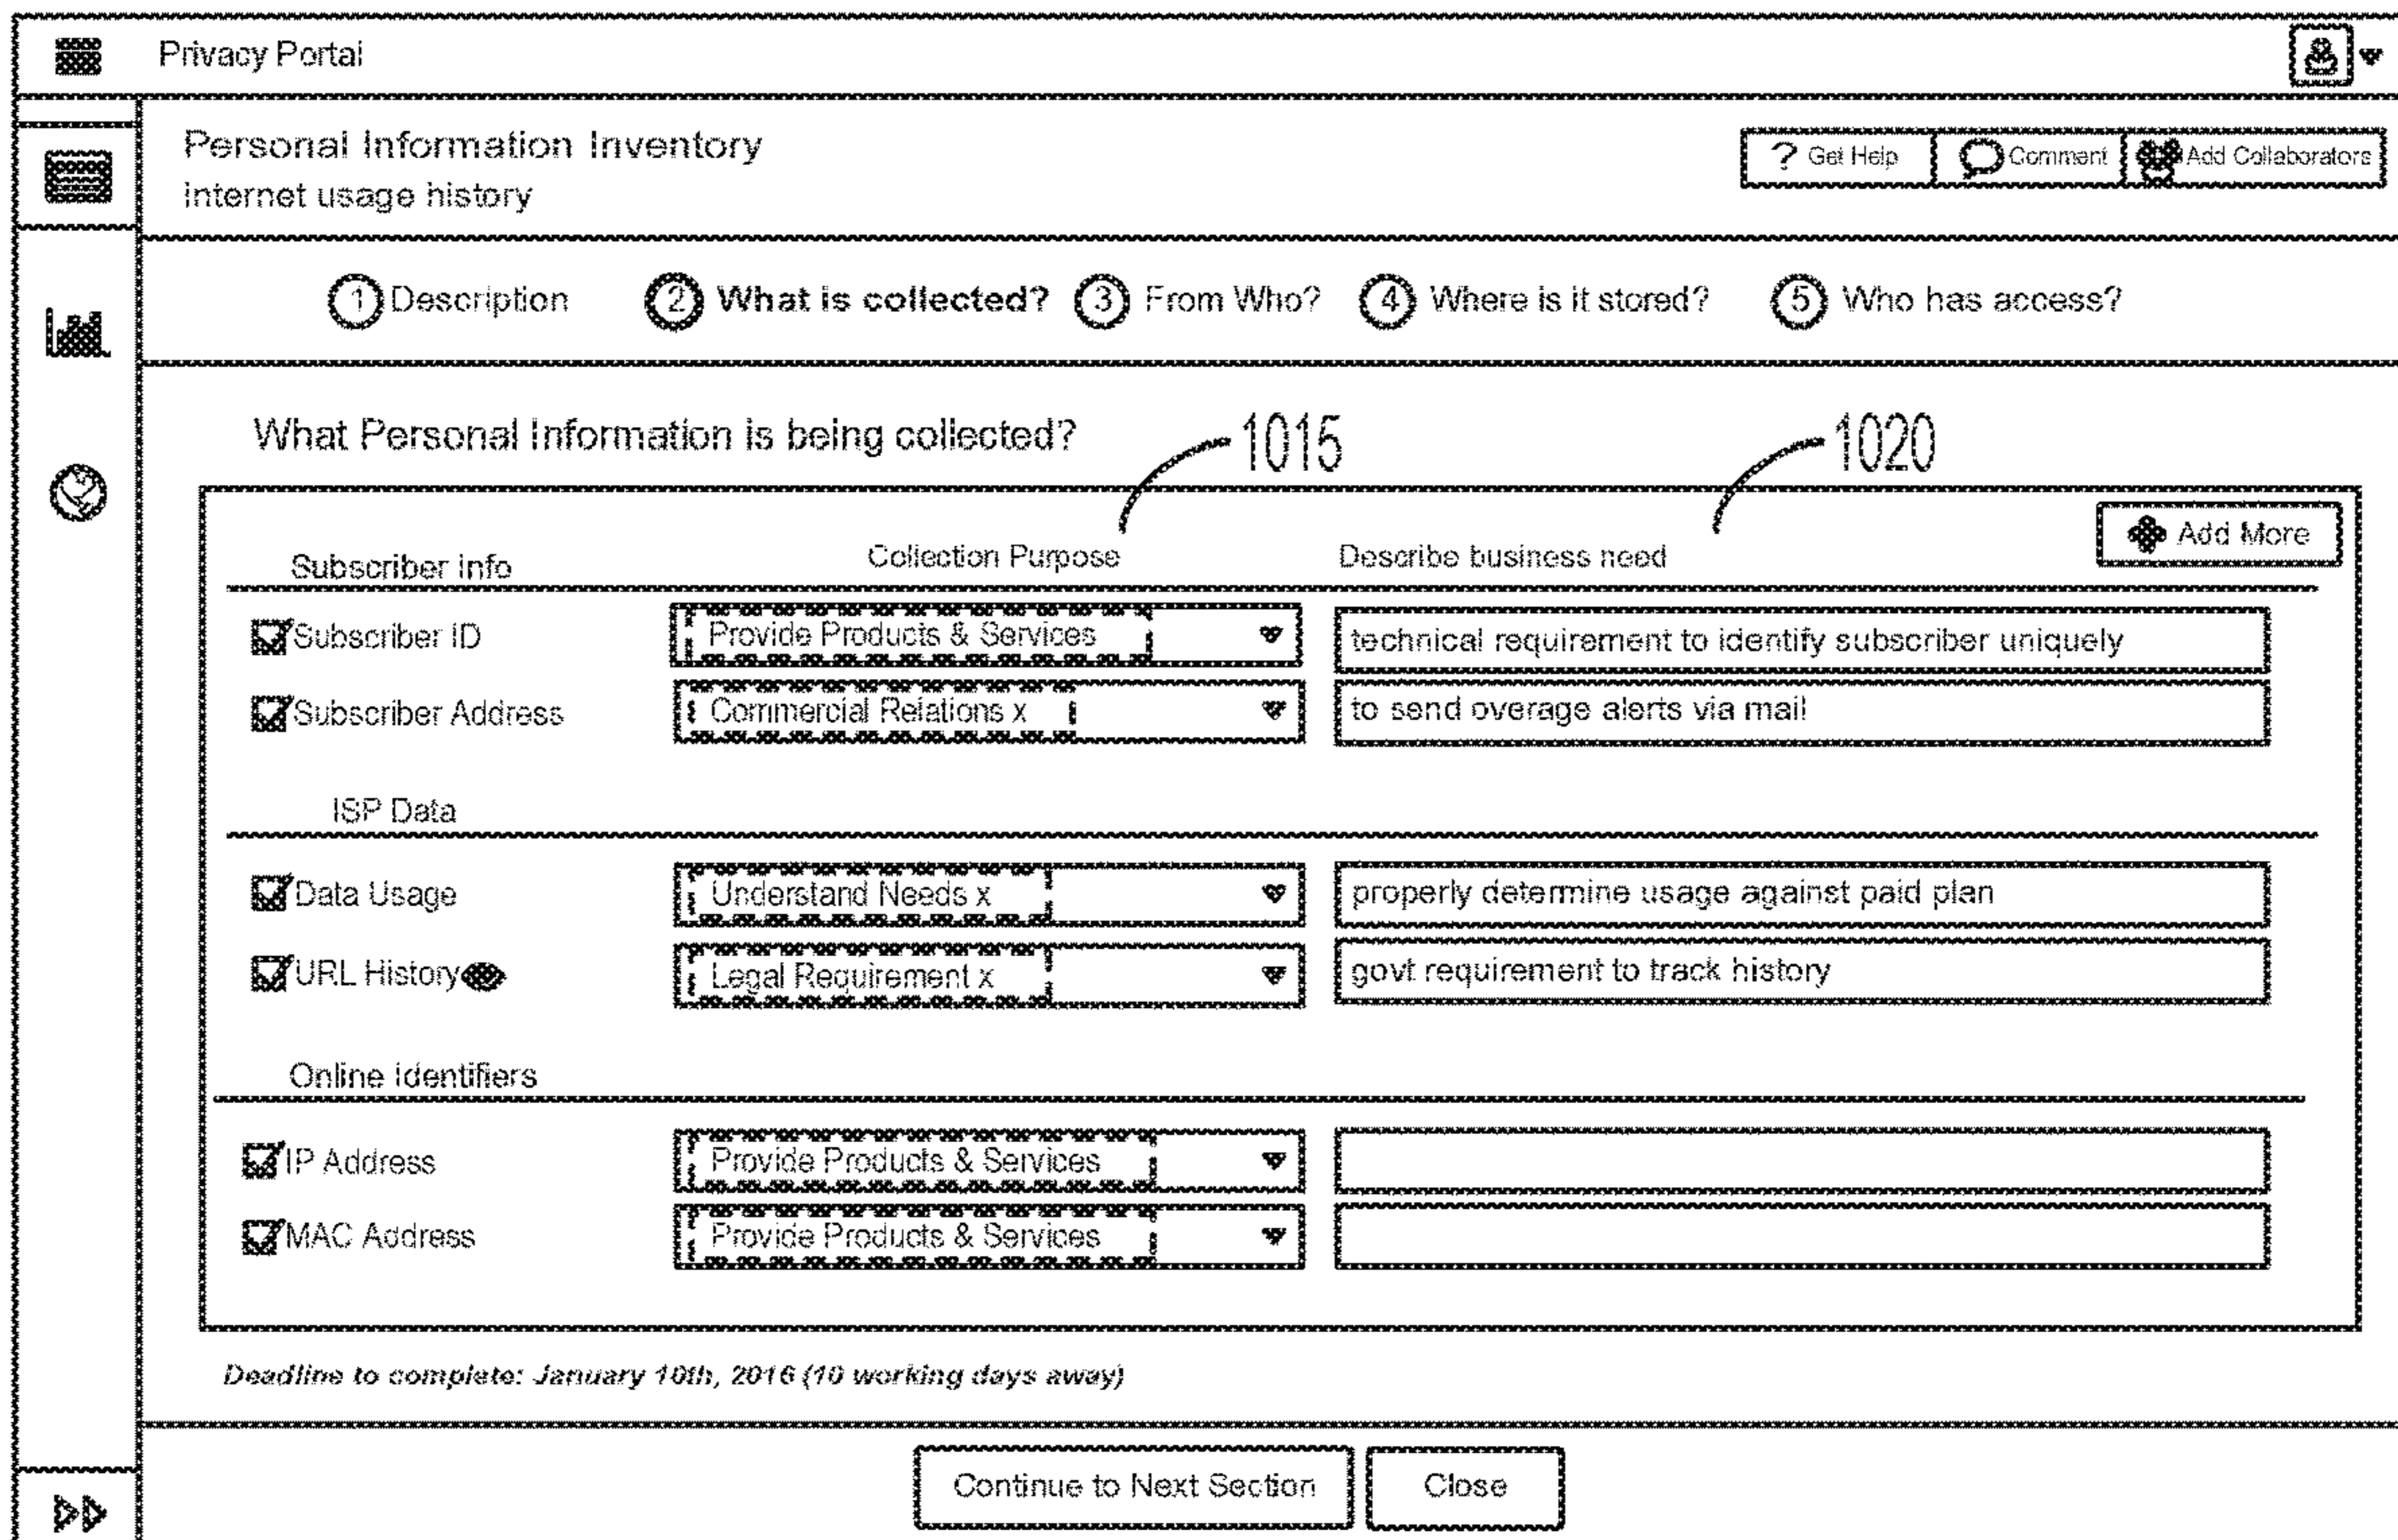 Privacy Portal
Personal Information Inventory
internet usage history
? Get Help Comment Add Collaborators
1 Description 2 What is collected? 3 From Who? 4 Where is it stored? 5 Who has access?
What Personal Information is being collected? 1015 1020
Add More
Subscriber info Collection Purpose Describe business need
Subscriber ID Provide Products & Services technical requirement to identify subscriber uniquely
Subscriber Address Commercial Relations x to send overage alerts via mail
ISP Data
Data Usage Understand Needs x properly determine usage against paid plan
URL History Legal Requirement x govt requirement to track history
Online identifiers
IP Address Provide Products & Services
MAC Address Provide Products & Services
Deadline to complete: January 10th, 2016 (10 working days away)
Continue to Next Section Close